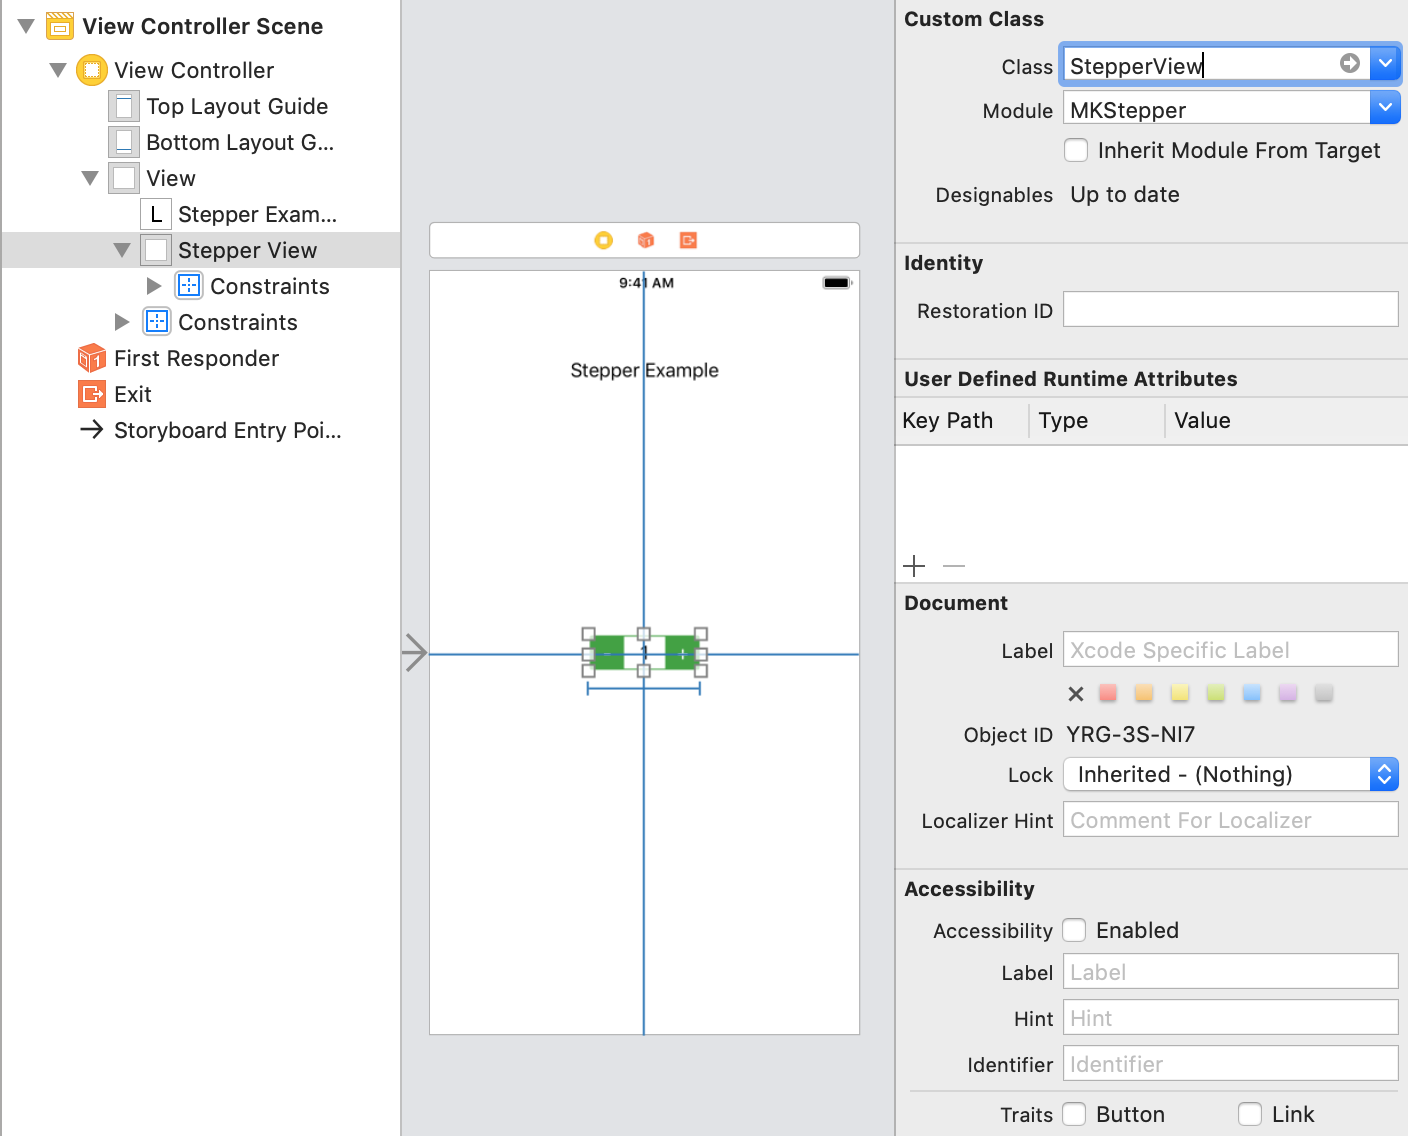 View Controller Scene
View Controller
Top Layout Guide
Bottom Layout G...
View
L Stepper Exam...
Stepper View
Constraints
Constraints
First Responder
Exit
Storyboard Entry Poi...
9:41 AM
Stepper Example
1
Custom Class
Class StepperView
Module MKStepper
Inherit Module From Target
Designables Up to date
Identity
Restoration ID
User Defined Runtime Attributes
Key Path Type Value
Document
Label Xcode Specific Label
Object ID YRG-3S-NI7
Lock Inherited - (Nothing)
Localizer Hint Comment For Localizer
Accessibility
Accessibility Enabled
Label Label
Hint Hint
Identifier Identifier
Traits Button Link